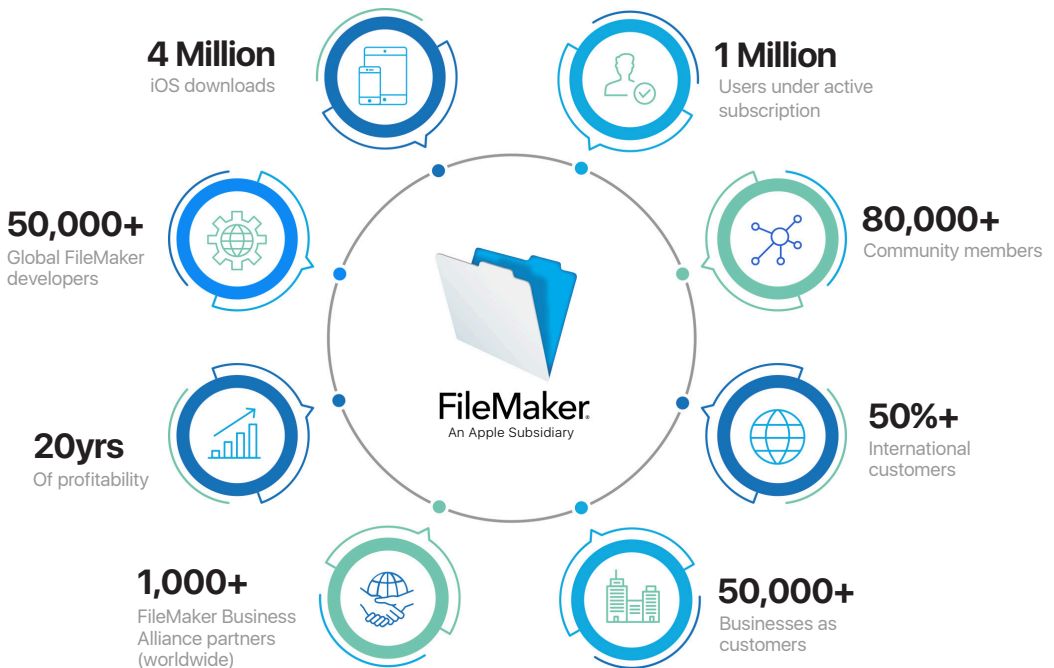 4 Million
iOS downloads
1 Million
Users under active
subscription
50,000+
Global FileMaker
developers
80,000+
Community members
FileMaker®
An Apple Subsidiary
20yrs
Of profitability
50%+
International
customers
1,000+
FileMaker Business
Alliance partners
(worldwide)
50,000+
Businesses as
customers